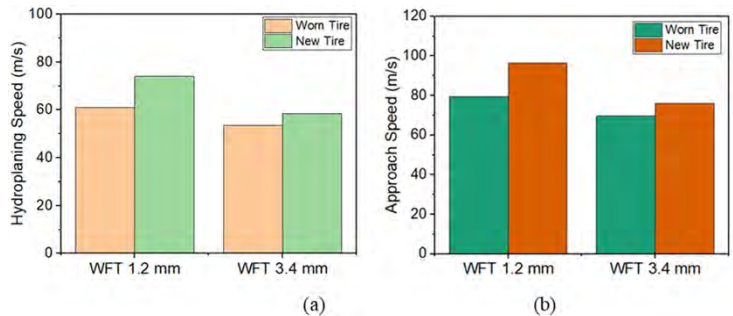 Hydroplaning Speed (m/s)
100
80
60
40
20
0
Worn Tire
New Tire
WFT 1.2 mm
WFT 3.4 mm
(a)
Approach Speed (m/s)
120
100
80
60
40
20
0
Worn Tire
New Tire
WFT 1.2 mm
WFT 3.4 mm
(b)